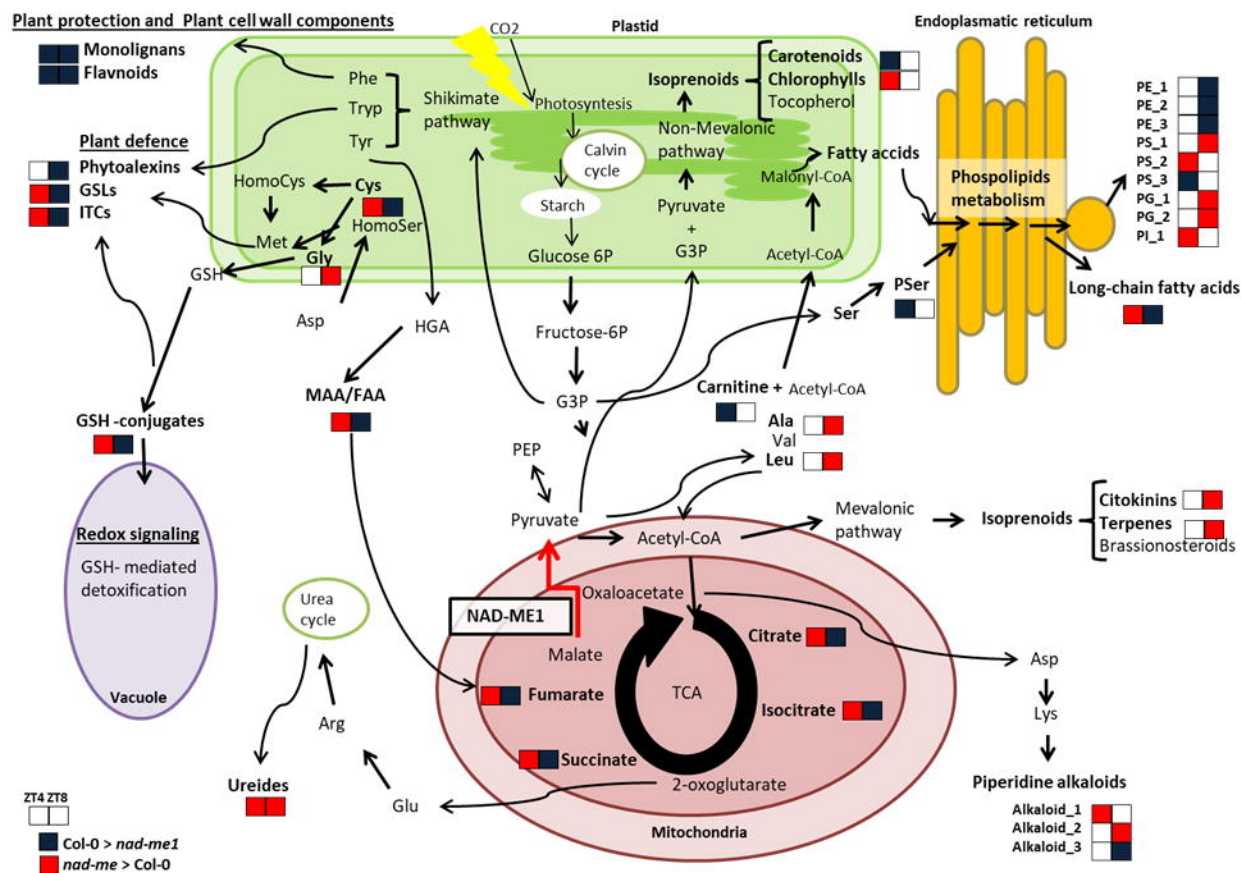 Plant protection and Plant cell wall components
Monolignans
Flavnoids
Plant defence
Phytoalexins
GSLs
ITCs
Plastid
CO2
Phe
Tryp
Tyr
Shikimate
pathway
Photosyntesis
Calvin
cycle
Starch
Glucose 6P
Isoprenoids
Carotenoids
Chlorophylls
Tocopherol
Non-Mevalonic
pathway
Pyruvate
+
G3P
Fatty accids
Malonyl-CoA
Acetyl-CoA
HomoCys
Cys
HomoSer
Met
Gly
GSH
Asp
HGA
Fructose-6P
G3P
PEP
Pyruvate
Endoplasmatic reticulum
Phospolipids
metabolism
PE_1
PE_2
PE_3
PS_1
PS_2
PS_3
PG_1
PG_2
PI_1
Long-chain fatty acids
Ser
PSer
Carnitine + Acetyl-CoA
Ala
Val
Leu
MAA/FAA
GSH -conjugates
Redox signaling
GSH- mediated
detoxification
Vacuole
Urea
cycle
Arg
Glu
Ureides
Acetyl-CoA
Mevalonic
pathway
Isoprenoids
Citokinins
Terpenes
Brassionosteroids
NAD-ME1
Oxaloacetate
Malate
Citrate
TCA
Fumarate
Isocitrate
Succinate
2-oxoglutarate
Mitochondria
Asp
Lys
Piperidine alkaloids
Alkaloid_1
Alkaloid_2
Alkaloid_3
ZT4 ZT8
Col-0 > nad-me1
nad-me > Col-0